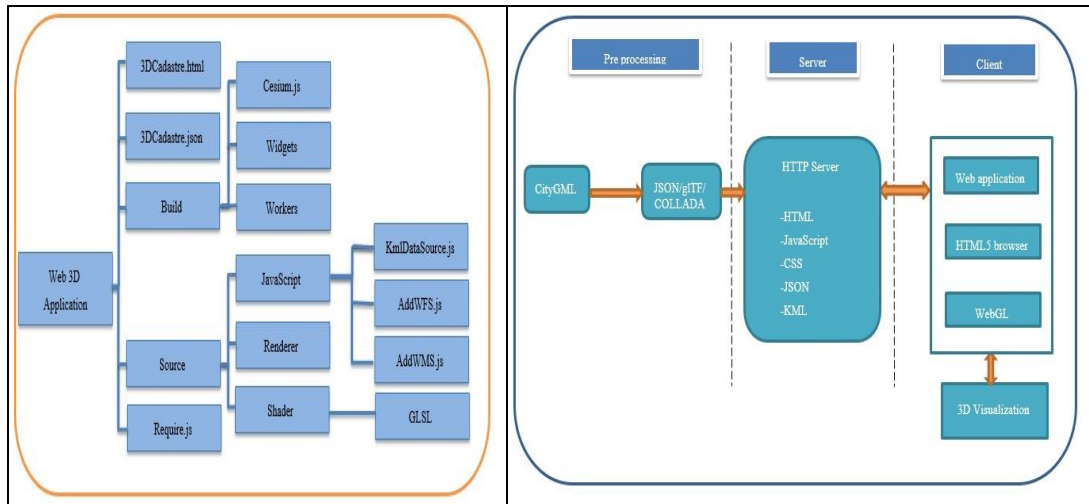 3DCadastre.html
3DCadastre.json
Build
Cesium.js
Widgets
Workers
Web 3D
Application
Source
Require.js
JavaScript
Renderer
Shader
KmlDataSource.js
AddWFS.js
AddWMS.js
GLSL
Pre processing
Server
Client
CityGML
JSON/glTF/
COLLADA
HTTP Server
-HTML
-JavaScript
-CSS
-JSON
-KML
Web application
HTML5 browser
WebGL
3D Visualization